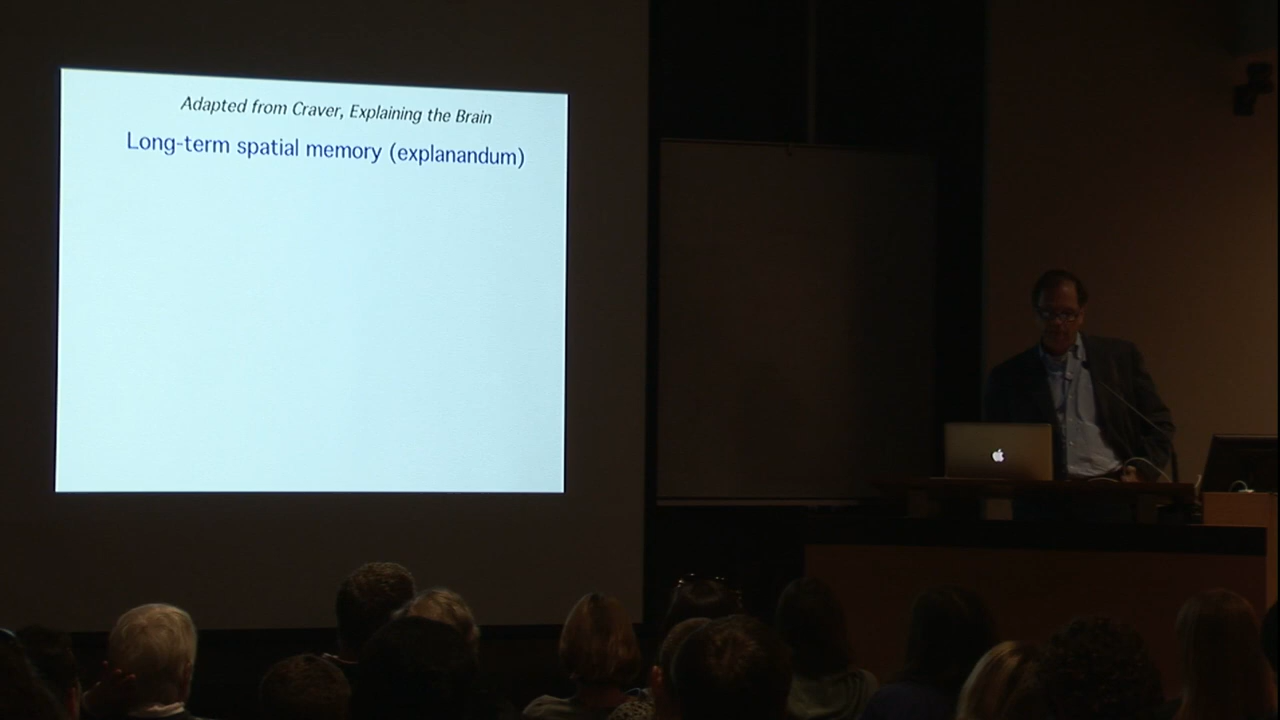 Adapted from Craver, Explaining the Brain
Long-term spatial memory (explanandum)